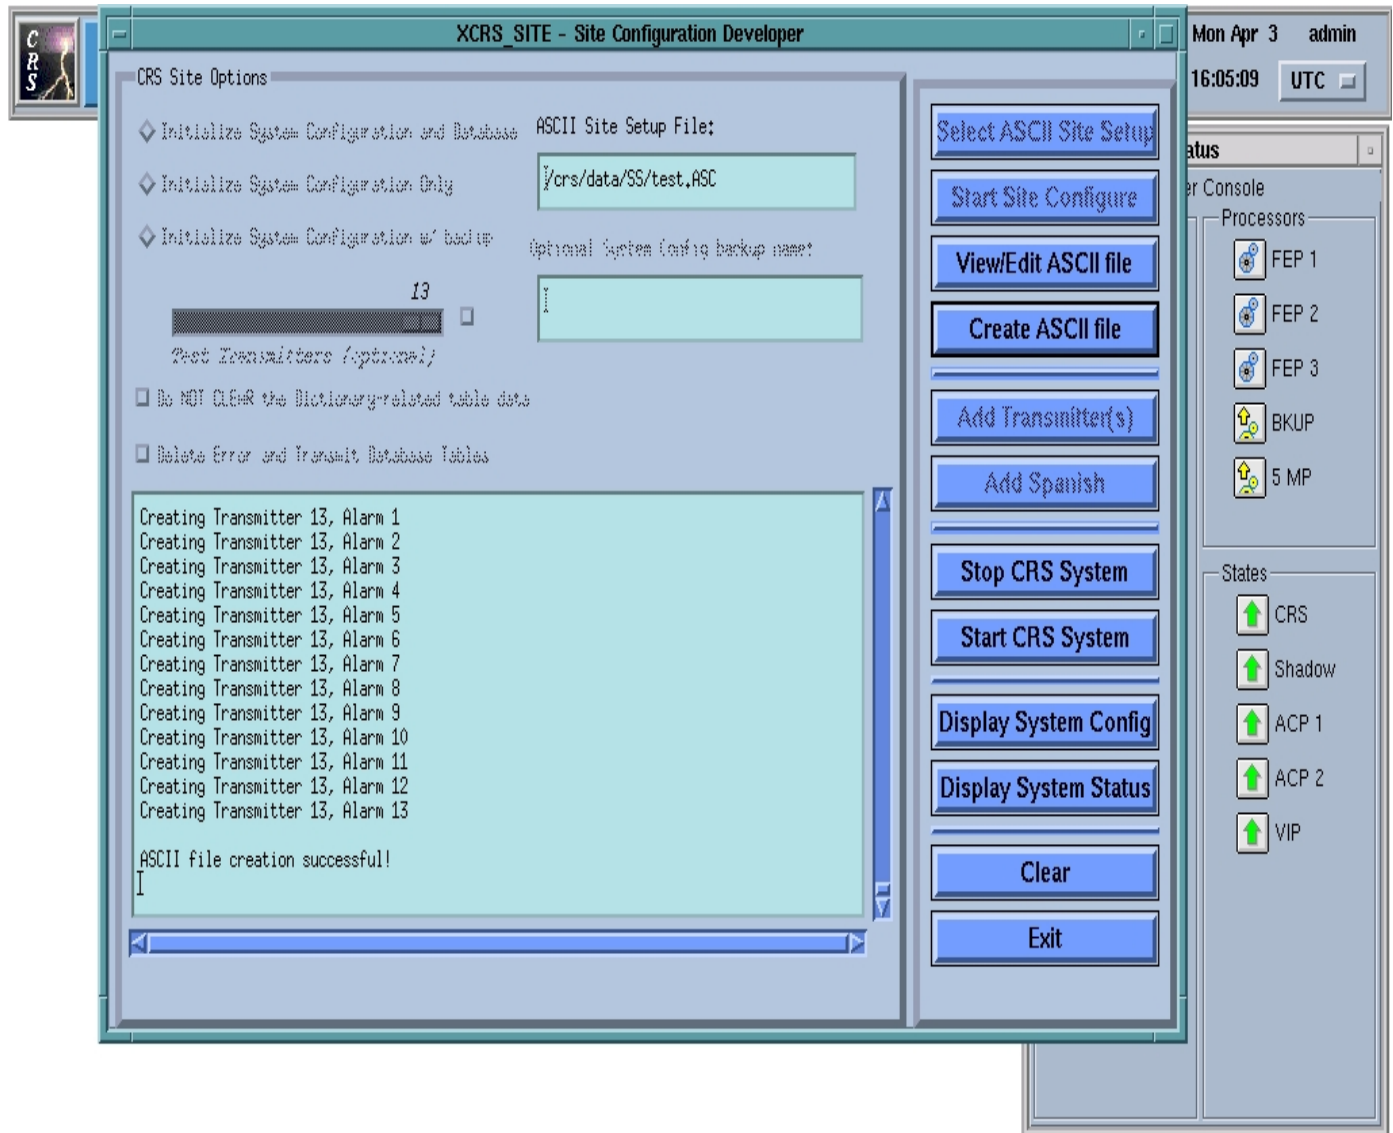 CRS
XCRS_SITE - Site Configuration Developer
Mon Apr 3 admin
16:05:09 UTC
CRS Site Options
Initialize System Configuration and Database
Initialize System Configuration Only
Initialize System Configuration w/ backup
13
Test Transmitters (optional)
Do NOT CLEAR the Dictionary-related table data
Delete Error and Transmit Database Tables
ASCII Site Setup File:
/crs/data/SS/test.ASC
Optional System Config backup name:
Creating Transmitter 13, Alarm 1
Creating Transmitter 13, Alarm 2
Creating Transmitter 13, Alarm 3
Creating Transmitter 13, Alarm 4
Creating Transmitter 13, Alarm 5
Creating Transmitter 13, Alarm 6
Creating Transmitter 13, Alarm 7
Creating Transmitter 13, Alarm 8
Creating Transmitter 13, Alarm 9
Creating Transmitter 13, Alarm 10
Creating Transmitter 13, Alarm 11
Creating Transmitter 13, Alarm 12
Creating Transmitter 13, Alarm 13
ASCII file creation successful!
Select ASCII Site Setup
Start Site Configure
View/Edit ASCII file
Create ASCII file
Add Transmitter(s)
Add Spanish
Stop CRS System
Start CRS System
Display System Config
Display System Status
Clear
Exit
atus
er Console
Processors
FEP 1
FEP 2
FEP 3
BKUP
5 MP
States
CRS
Shadow
ACP 1
ACP 2
VIP